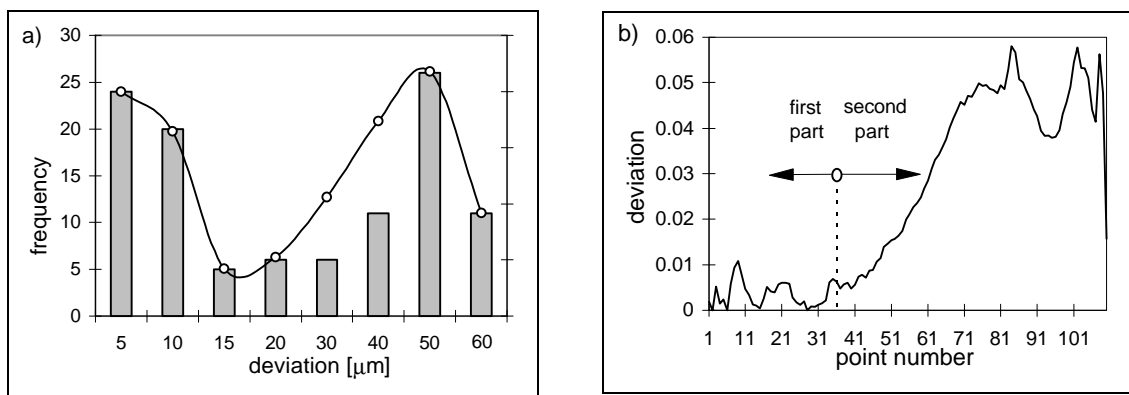 a)
30
25
20
15
10
5
0
frequency
5 10 15 20 30 40 50 60
deviation [μm]
b)
0.06
0.05
0.04
0.03
0.02
0.01
0
deviation
first second
part part
1 11 21 31 41 51 61 71 81 91 101
point number